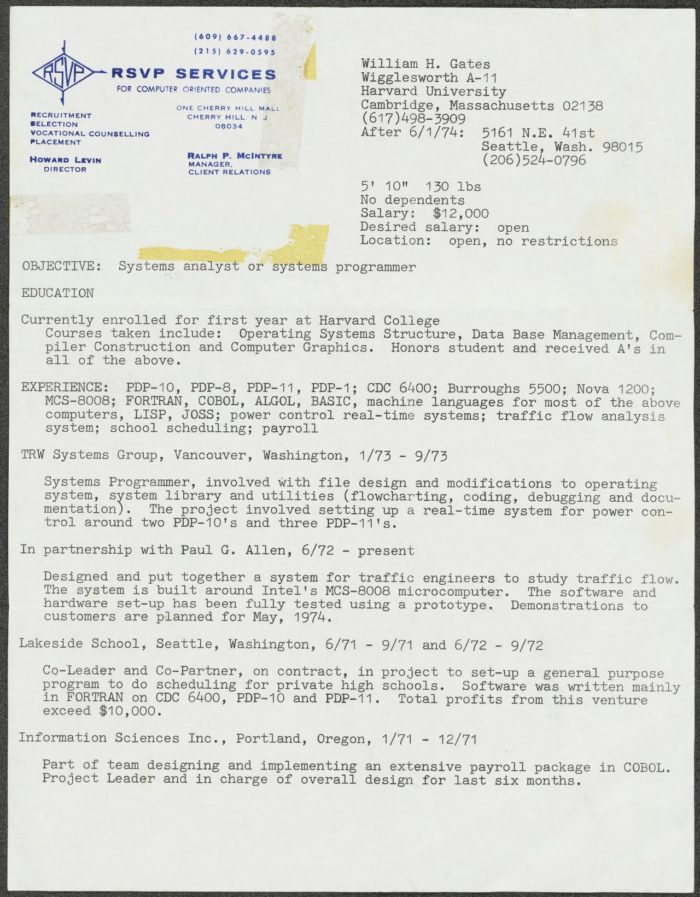 (609) 667-4488
(215) 629-0595
RSVP
RSVP SERVICES
FOR COMPUTER ORIENTED COMPANIES
ONE CHERRY HILL MALL
CHERRY HILL N J
08034
RECRUITMENT
SELECTION
VOCATIONAL COUNSELLING
PLACEMENT
HOWARD LEVIN
DIRECTOR
RALPH P. MCINTYRE
MANAGER,
CLIENT RELATIONS
William H. Gates
Wigglesworth A-11
Harvard University
Cambridge, Massachusetts 02138
(617)498-3909
After 6/1/74: 5161 N.E. 41st
Seattle, Wash. 98015
(206)524-0796
5' 10" 130 lbs
No dependents
Salary: $12,000
Desired salary: open
Location: open, no restrictions
OBJECTIVE: Systems analyst or systems programmer
EDUCATION
Currently enrolled for first year at Harvard College
Courses taken include: Operating Systems Structure, Data Base Management, Com-
piler Construction and Computer Graphics. Honors student and received A's in
all of the above.
EXPERIENCE: PDP-10, PDP-8, PDP-11, PDP-1; CDC 6400; Burroughs 5500; Nova 1200;
MCS-8008; FORTRAN, COBOL, ALGOL, BASIC, machine languages for most of the above
computers, LISP, JOSS; power control real-time systems; traffic flow analysis
system; school scheduling; payroll
TRW Systems Group, Vancouver, Washington, 1/73 - 9/73
Systems Programmer, involved with file design and modifications to operating
system, system library and utilities (flowcharting, coding, debugging and docu-
mentation). The project involved setting up a real-time system for power con-
trol around two PDP-10's and three PDP-11's.
In partnership with Paul G. Allen, 6/72 - present
Designed and put together a system for traffic engineers to study traffic flow.
The system is built around Intel's MCS-8008 microcomputer. The software and
hardware set-up has been fully tested using a prototype. Demonstrations to
customers are planned for May, 1974.
Lakeside School, Seattle, Washington, 6/71 - 9/71 and 6/72 - 9/72
Co-Leader and Co-Partner, on contract, in project to set-up a general purpose
program to do scheduling for private high schools. Software was written mainly
in FORTRAN on CDC 6400, PDP-10 and PDP-11. Total profits from this venture
exceed $10,000.
Information Sciences Inc., Portland, Oregon, 1/71 - 12/71
Part of team designing and implementing an extensive payroll package in COBOL.
Project Leader and in charge of overall design for last six months.